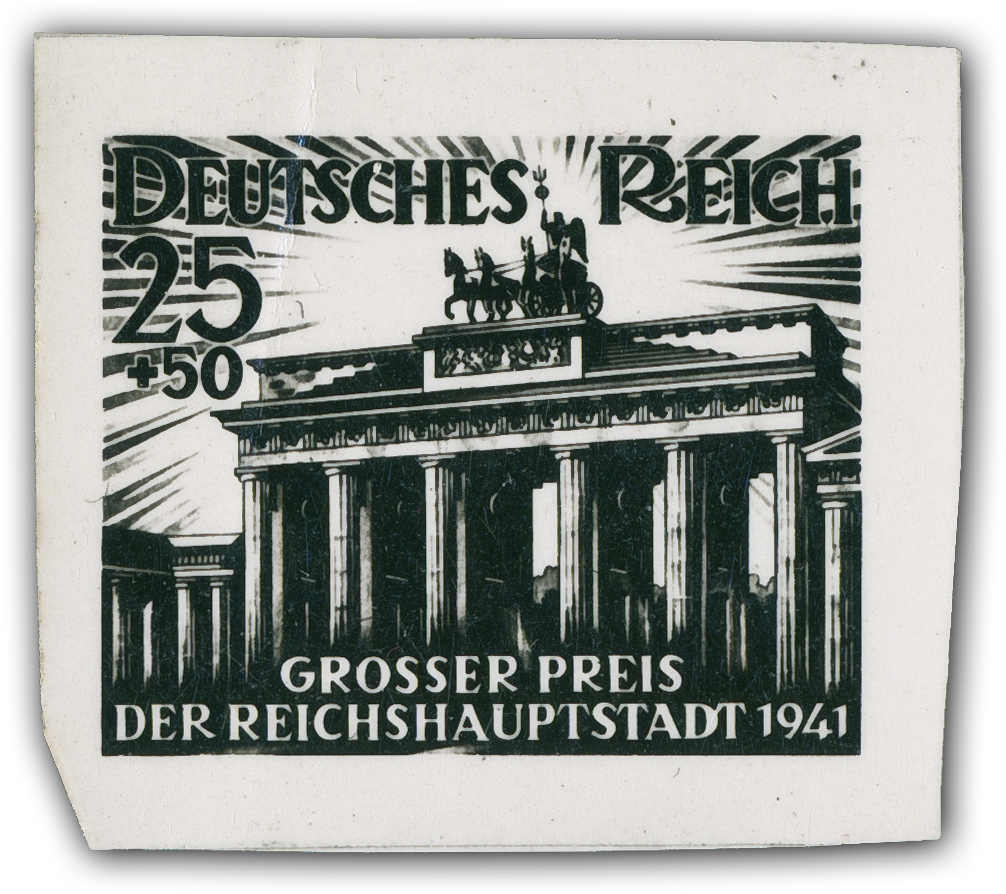 DEUTSCHES REICH
25
+50
GROSSER PREIS
DER REICHSHAUPTSTADT 1941